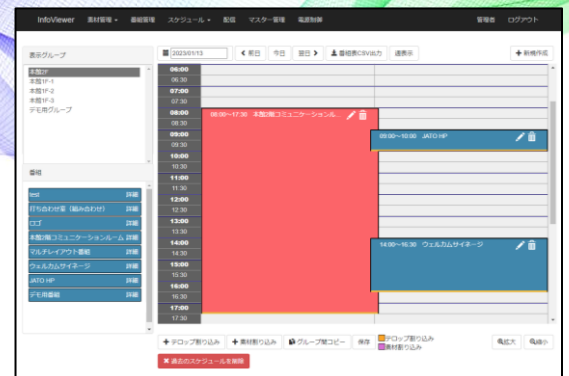 InfoViewer 素材管理 番組管理 スケジュール 配信 マスター管理 電源制御 管理者 ログアウト
表示グループ
2023/01/13 前日 今日 翌日 番組表CSV出力 週表示 新規作成
本館2F
本館1F-1
本館1F-2
本館1F-3
デモ用グループ
番組
test 詳細
打ち合わせ室（組み合わせ） 詳細
ロゴ 詳細
本館2階コミュニケーションルーム 詳細
マルチレイアウト番組 詳細
ウェルカムサイネージ 詳細
JATO HP 詳細
デモ用番組 詳細
06:00
06:30
07:00
07:30
08:00
08:30
09:00
09:30
10:00
10:30
11:00
11:30
12:00
12:30
13:00
13:30
14:00
14:30
15:00
15:30
16:00
16:30
17:00
17:30
08:00～17:30 本館2階コミュニケーションル...
09:00～10:00 JATO HP
14:00～16:30 ウェルカムサイネージ
テロップ割り込み 素材割り込み グループ間コピー 保存 テロップ割り込み
素材割り込み
拡大 縮小
過去のスケジュールを削除